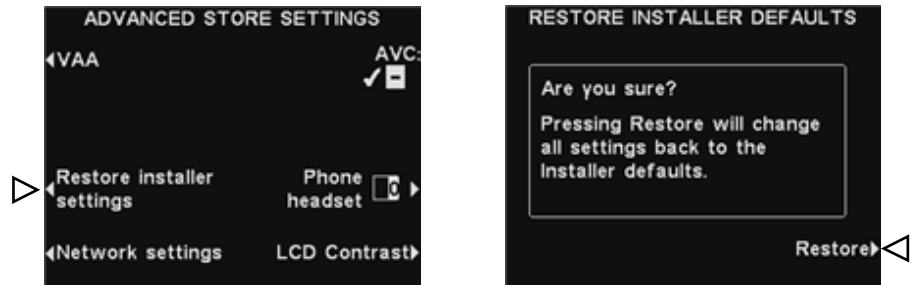 ADVANCED STORE SETTINGS
VAA
AVC:
Restore installer
settings
Phone
headset
0
Network settings
LCD Contrast
RESTORE INSTALLER DEFAULTS
Are you sure?
Pressing Restore will change
all settings back to the
Installer defaults.
Restore